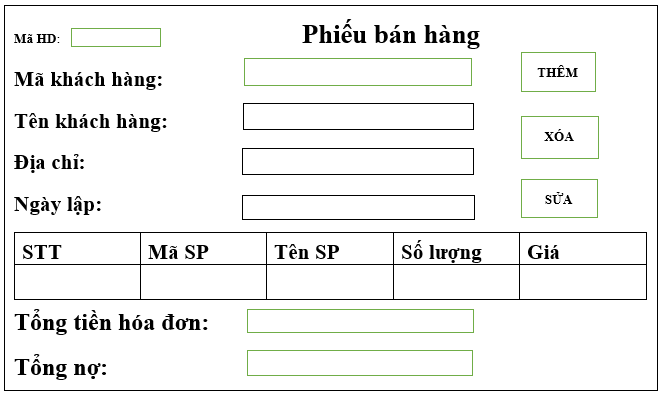 Phiếu bán hàng
Mã HD:
Mã khách hàng:
THÊM
Tên khách hàng:
XÓA
Địa chỉ:
Ngày lập:
SỬA
STT Mã SP Tên SP Số lượng Giá
Tổng tiền hóa đơn:
Tổng nợ: